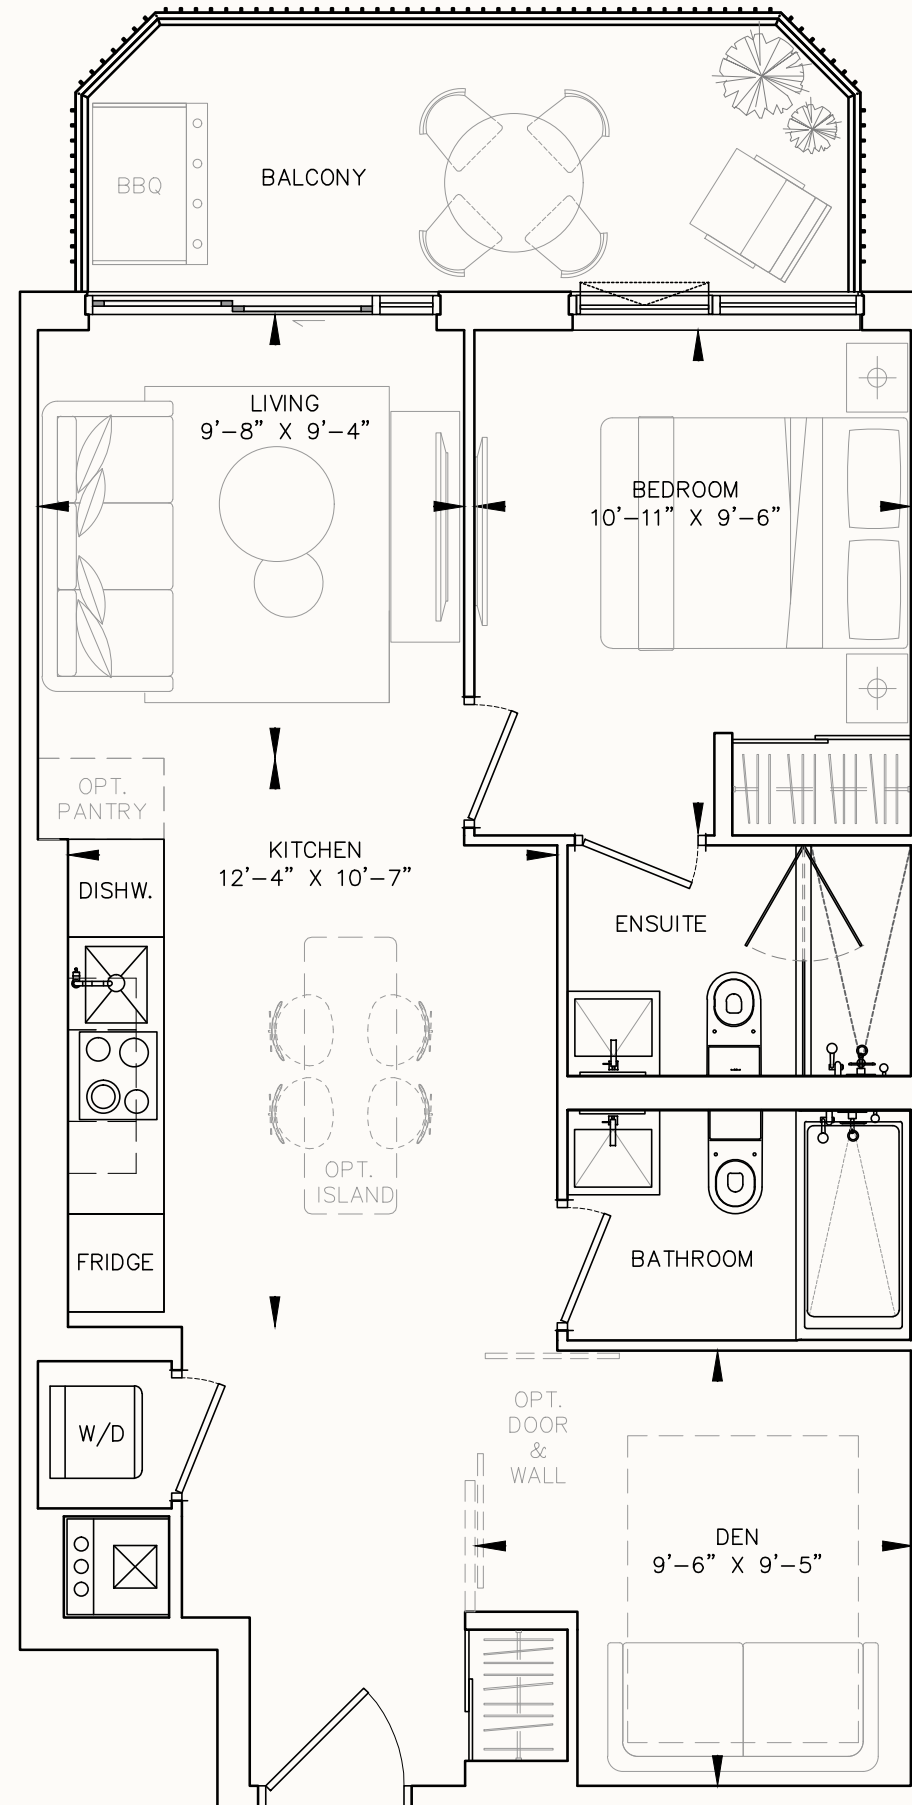 BBQ
BALCONY
LIVING
9'-8" X 9'-4"
BEDROOM
10'-11" X 9'-6"
OPT.
PANTRY
KITCHEN
12'-4" X 10'-7"
DISHW.
ENSUITE
OPT.
ISLAND
FRIDGE
BATHROOM
OPT.
DOOR
&
WALL
W/D
DEN
9'-6" X 9'-5"